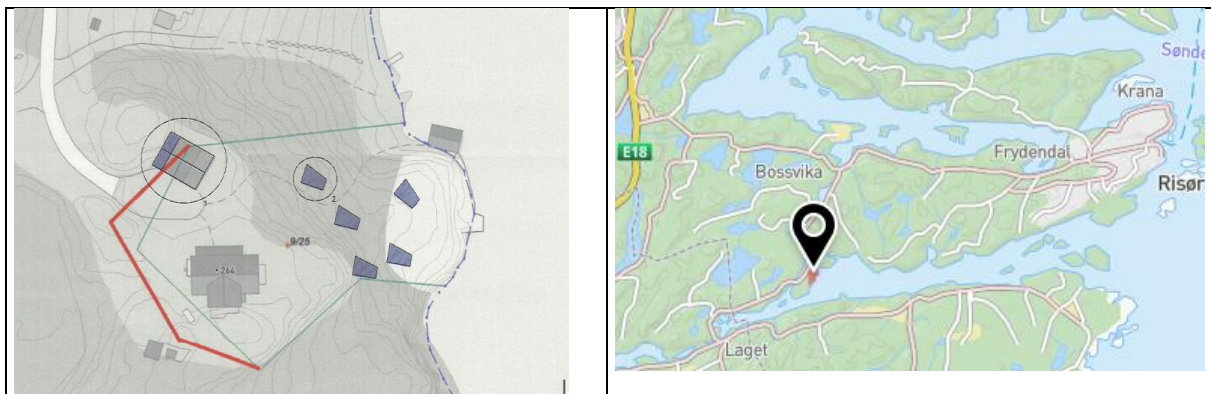 1
2
9/25
264
Sønde
Krana
E18
Frydendal
Bossvika
Risør
Laget